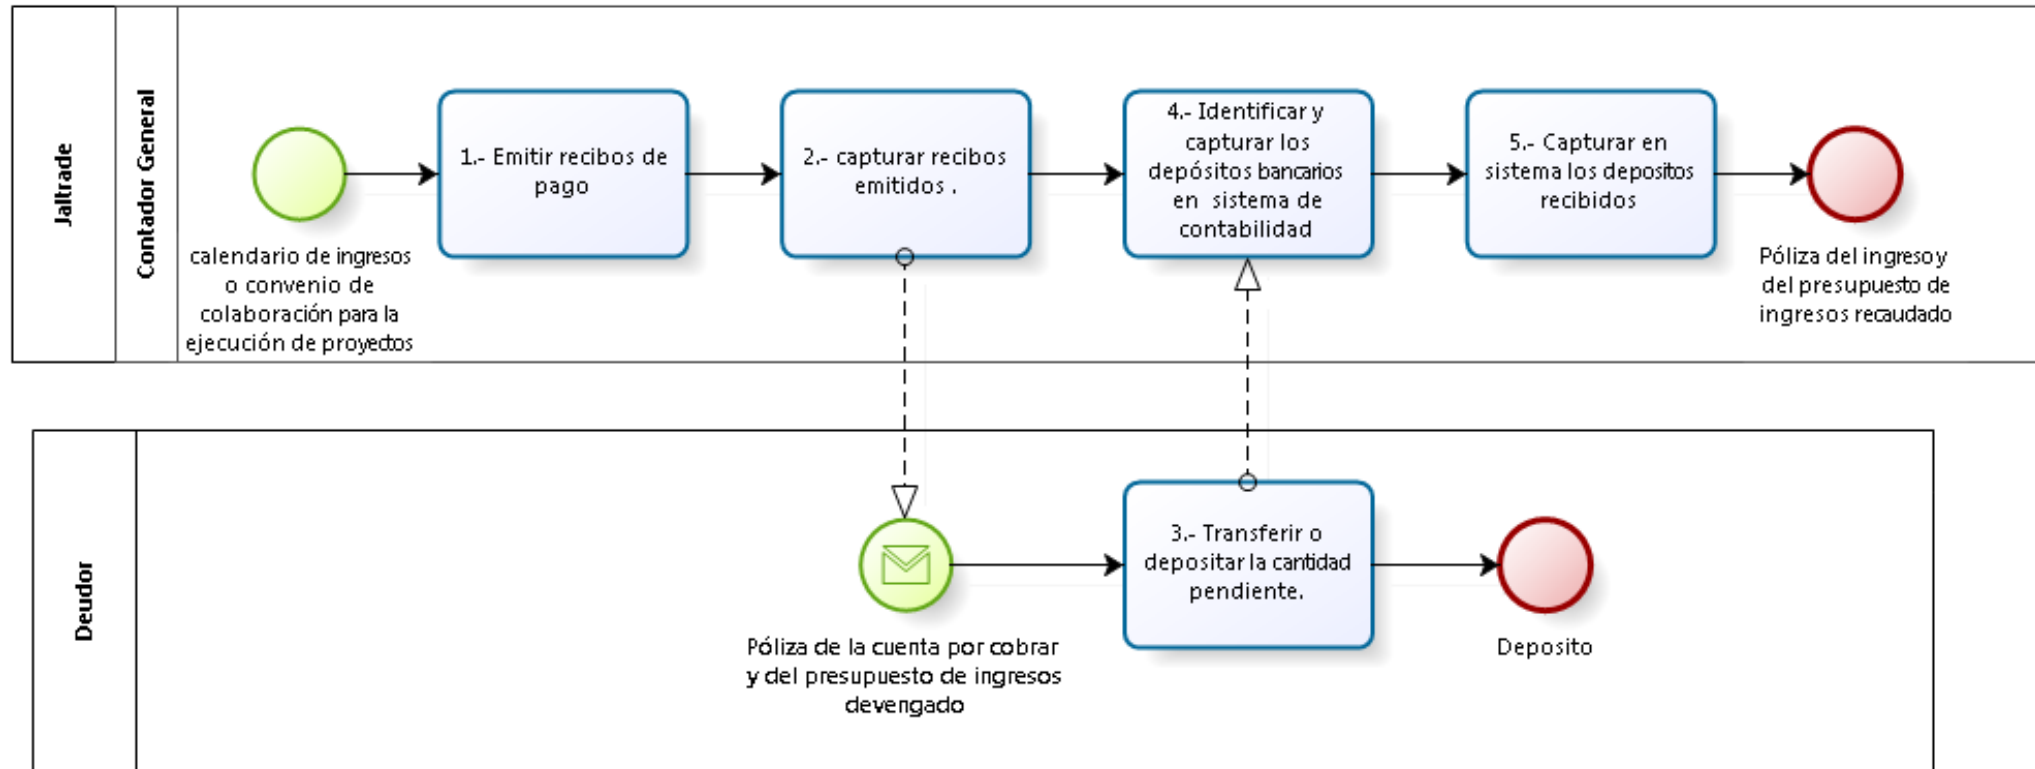 Jaltrade
Contador General
1.- Emitir recibos de
pago
2.- capturar recibos
emitidos .
4.- Identificar y
capturar los
depósitos bancarios
en sistema de
contabilidad
5.- Capturar en
sistema los depositos
recibidos
calendario de ingresos
o convenio de
colaboración para la
ejecución de proyectos
Póliza del ingreso y
del presupuesto de
ingresos recaudado
Deudor
3.- Transferir o
depositar la cantidad
pendiente.
Póliza de la cuenta por cobrar
y del presupuesto de ingresos
devengado
Deposito